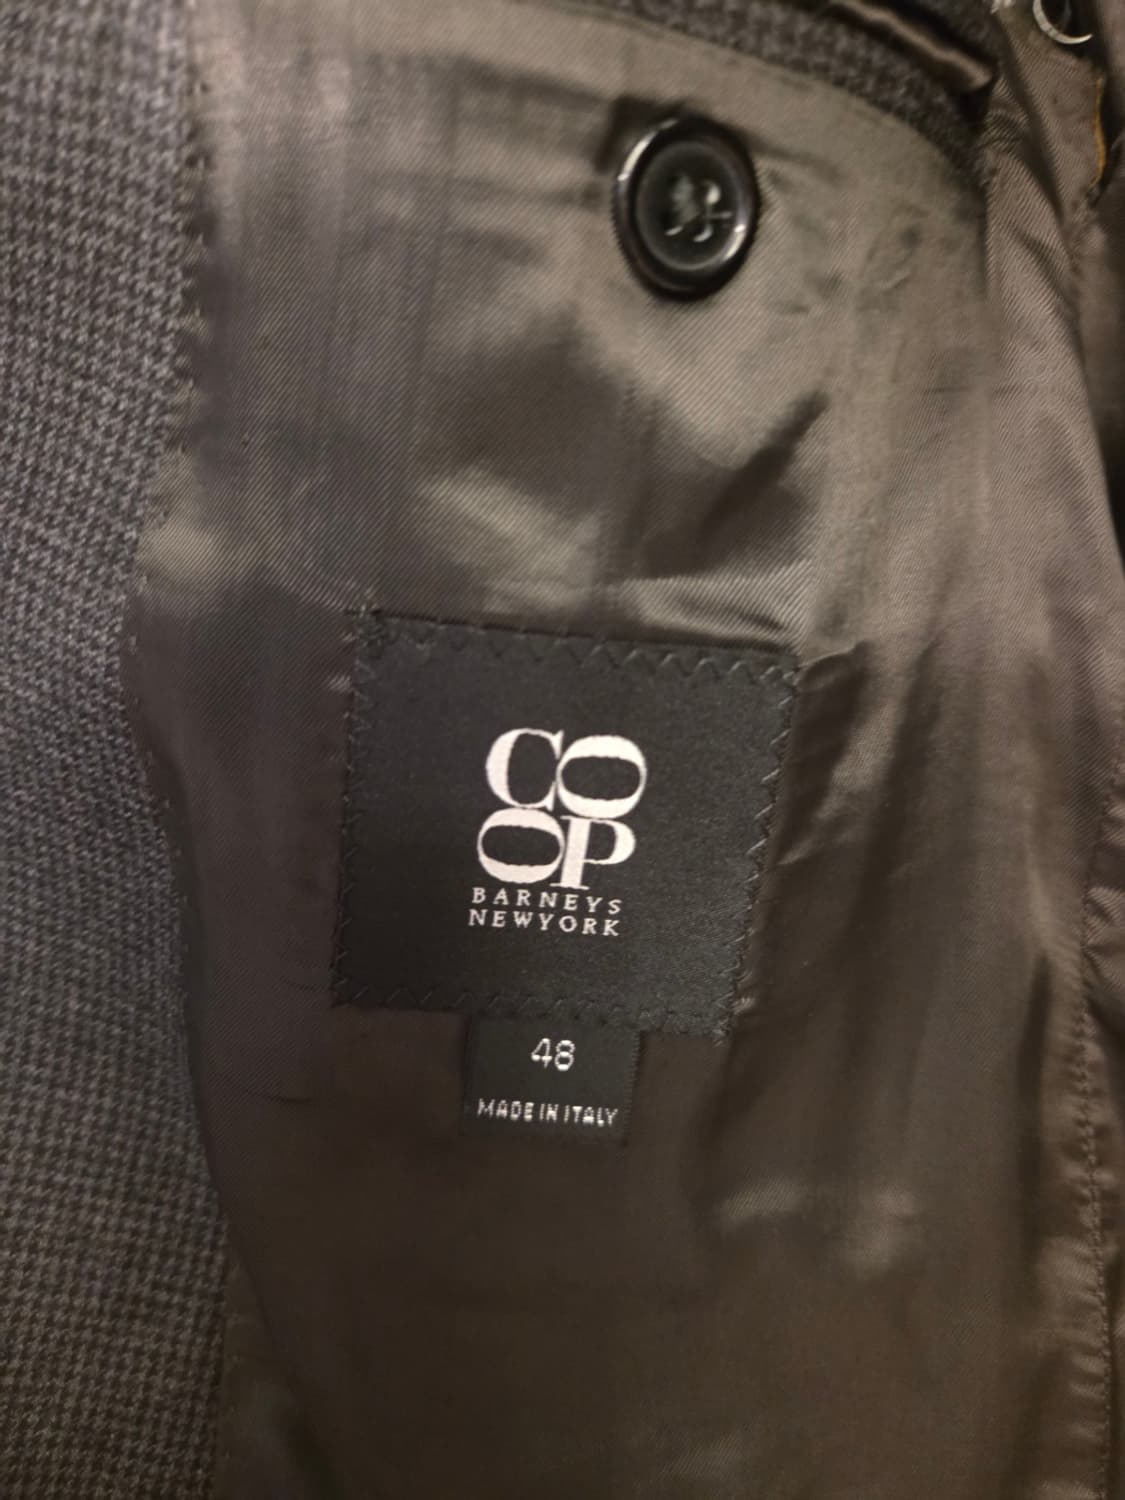 CO
OP
BARNEYS
NEWYORK
48
MADE IN ITALY